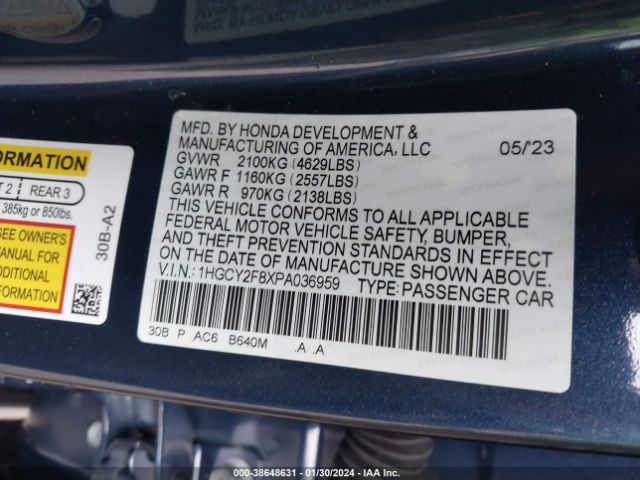 MFD. BY HONDA DEVELOPMENT &
MANUFACTURING OF AMERICA, LLC 05/23
GVWR 2100KG (4629LBS)
GAWR F 1160KG (2557LBS)
GAWR R 970KG (2138LBS)
THIS VEHICLE CONFORMS TO ALL APPLICABLE
FEDERAL MOTOR VEHICLE SAFETY, BUMPER,
AND THEFT PREVENTION STANDARDS IN EFFECT
ON THE DATE OF MANUFACTURE SHOWN ABOVE.
V.I.N.: 1HGCY2F8XPA036959 TYPE: PASSENGER CAR
30B P .AC6 B640M .A .A
FORMATION
T 2 REAR 3
385kg or 850lbs.
SEE OWNER'S
MANUAL FOR
ADDITIONAL
30B-A2
000-38648631 - 01/30/2024 - IAA Inc.